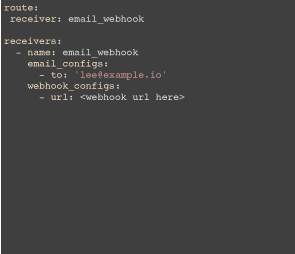 route:
 receiver: email_webhook

receivers:
  - name: email_webhook
    email_configs:
      - to: 'lee@example.io'
    webhook_configs:
      - url: <webhook url here>